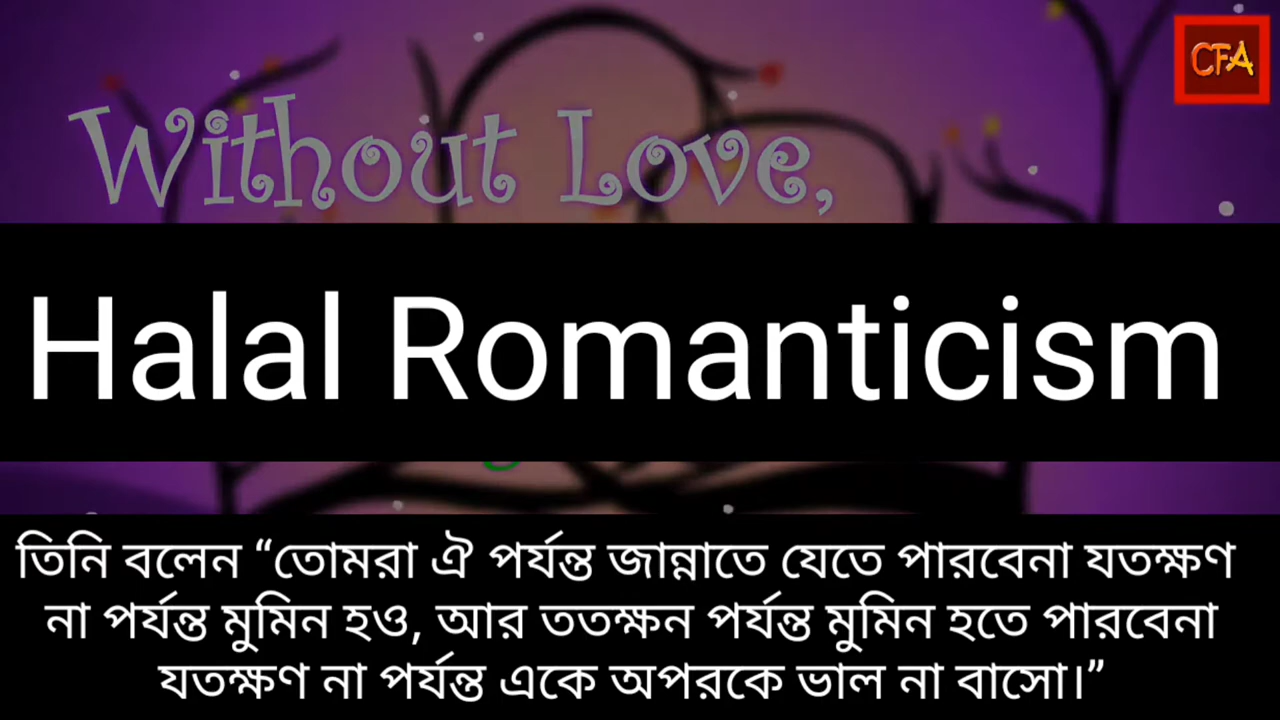 CFA
Without Love,
Halal Romanticism
তিনি বলেন “তোমরা ঐ পর্যন্ত জান্নাতে যেতে পারবেনা যতক্ষণ
না পর্যন্ত মুমিন হও, আর ততক্ষন পর্যন্ত মুমিন হতে পারবেনা
যতক্ষণ না পর্যন্ত একে অপরকে ভাল না বাসো।”